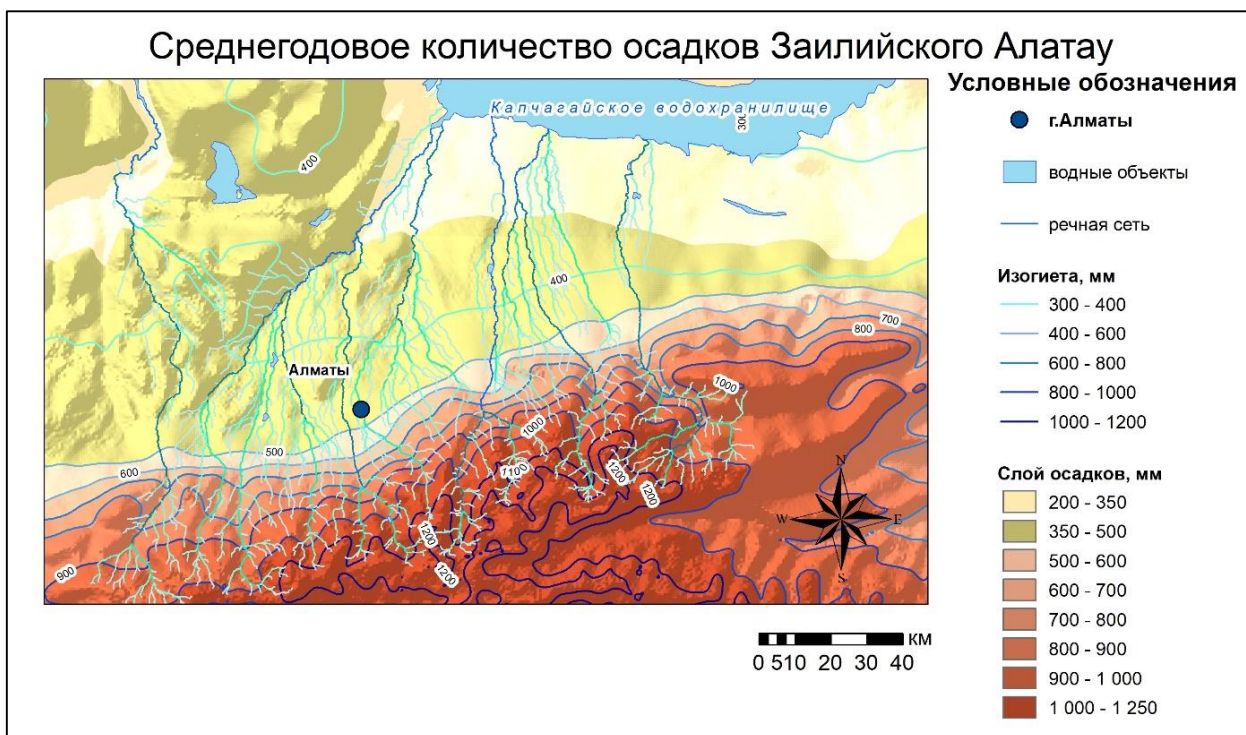 Среднегодовое количество осадков Заилийского Алатау
Капчагайское водохранилище
300
400
400
Алматы
500
600
700
800
900
1000
1000
1100
1200
1200
1200
1200
N
W
E
S
Условные обозначения
г.Алматы
водные объекты
речная сеть
Изогиета, мм
300 - 400
400 - 600
600 - 800
800 - 1000
1000 - 1200
Слой осадков, мм
200 - 350
350 - 500
500 - 600
600 - 700
700 - 800
800 - 900
900 - 1 000
1 000 - 1 250
КМ
0 510 20 30 40